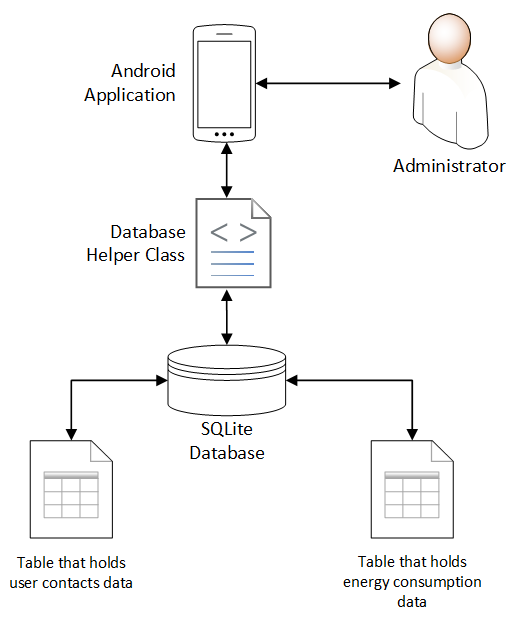 Android
Application
Administrator
Database
Helper Class
< >
SQLite
Database
Table that holds
user contacts data
Table that holds
energy consumption
data